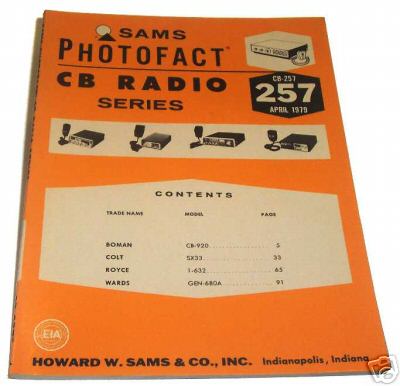 SAMS
PHOTOFACT
CB RADIO
SERIES
CB-257
257
APRIL 1979
CONTENTS
TRADE NAME MODEL PAGE
BOMAN CB-920 5
COLT SX33 33
ROYCE 1-632 65
WARDS GEN-680A 91
EIA
HOWARD W. SAMS & CO., INC. Indianapolis, Indiana